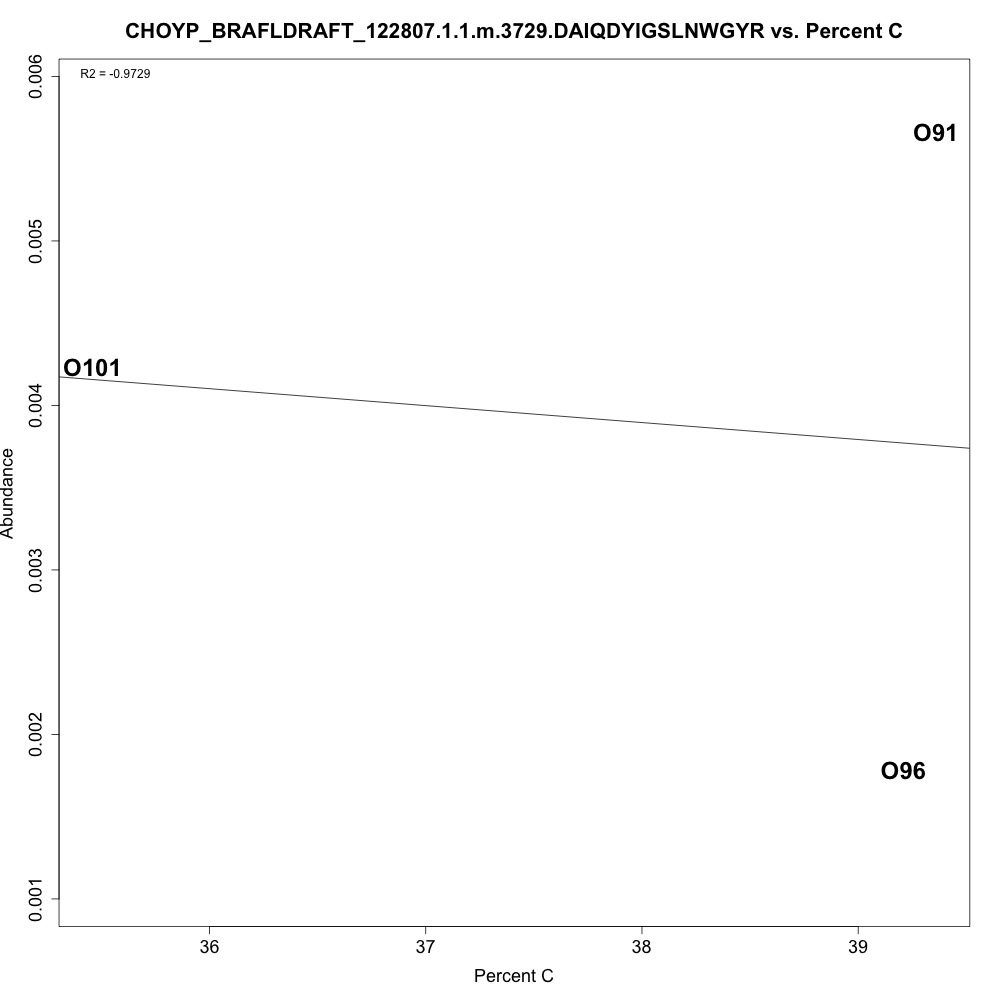 CHOYP_BRAFLDRAFT_122807.1.1.m.3729.DAIQDYIGSLNWGYR vs. Percent C
R2 = -0.9729
0.006
O91
0.005
O101
0.004
Abundance
0.003
0.002
O96
0.001
36 37 38 39
Percent C